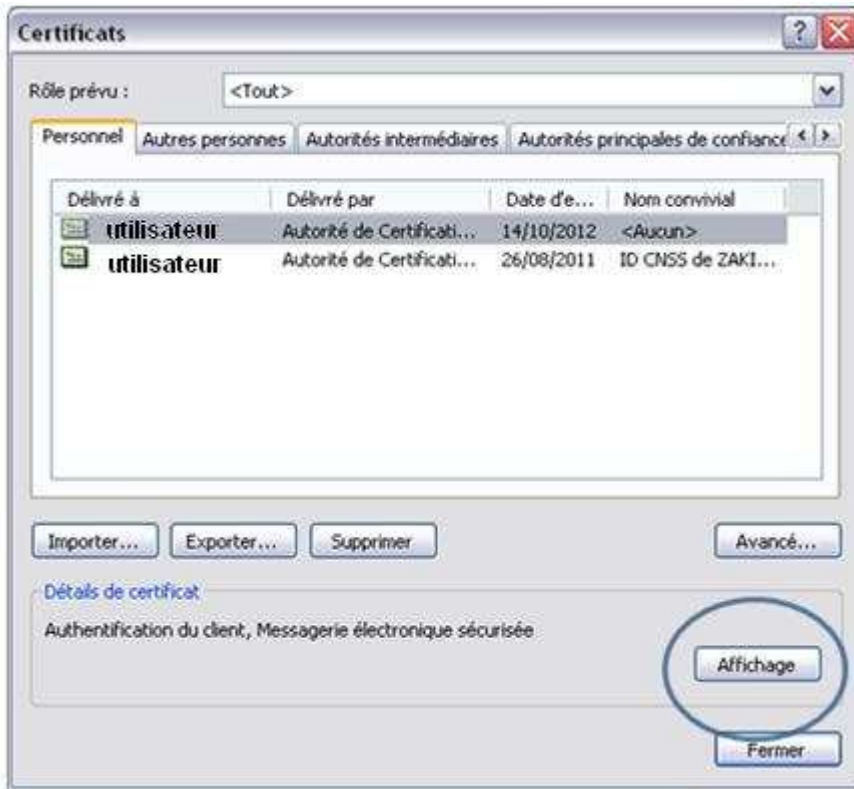 Certificats
Rôle prévu : <Tout>
Personnel Autres personnes Autorités intermédiaires Autorités principales de confiance
Délivré à Délivré par Date d'e... Nom convivial
utilisateur Autorité de Certificati... 14/10/2012 <Aucun>
utilisateur Autorité de Certificati... 26/08/2011 ID CNSS de ZAKI...
Importer... Exporter... Supprimer Avancé...
Détails de certificat
Authentification du client, Messagerie électronique sécurisée
Affichage
Fermer